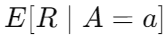 E[R | A = a]